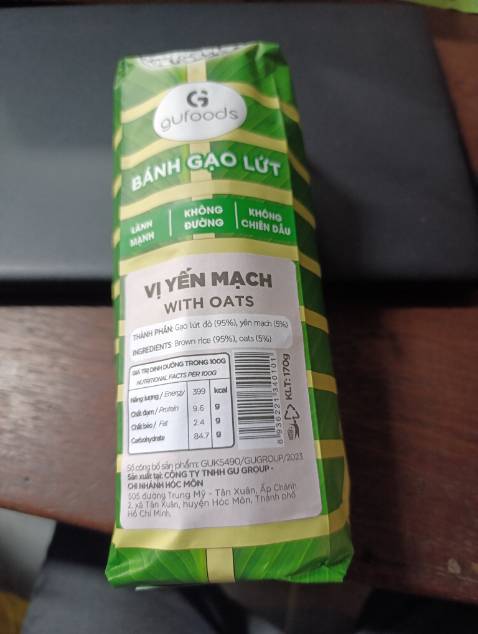 gufoods
BÁNH GẠO LỨT
LÀNH MẠNH
KHÔNG ĐƯỜNG
KHÔNG CHIÊN DẦU
VỊ YẾN MẠCH
WITH OATS
THÀNH PHẦN: Gạo lứt đỏ (95%), yến mạch (5%)
INGREDIENTS: Brown rice (95%), oats (5%)
GIÁ TRỊ DINH DƯỠNG TRONG 100G
NUTRITIONAL FACTS PER 100G
Năng lượng / Energy 399 kcal
Chất đạm / Protein 9.6 g
Chất béo / Fat 2.4 g
Carbohydrate 84.7 g
8 936221 340101
KLT: 170g
Số công bố sản phẩm: GUK5490/GUGROUP/2023
Sản xuất tại: CÔNG TY TNHH GU GROUP -
CHI NHÁNH HÓC MÔN
505 đường Trung Mỹ - Tân Xuân, Ấp Chánh
2, xã Tân Xuân, huyện Hóc Môn, Thành phố
Hồ Chí Minh.